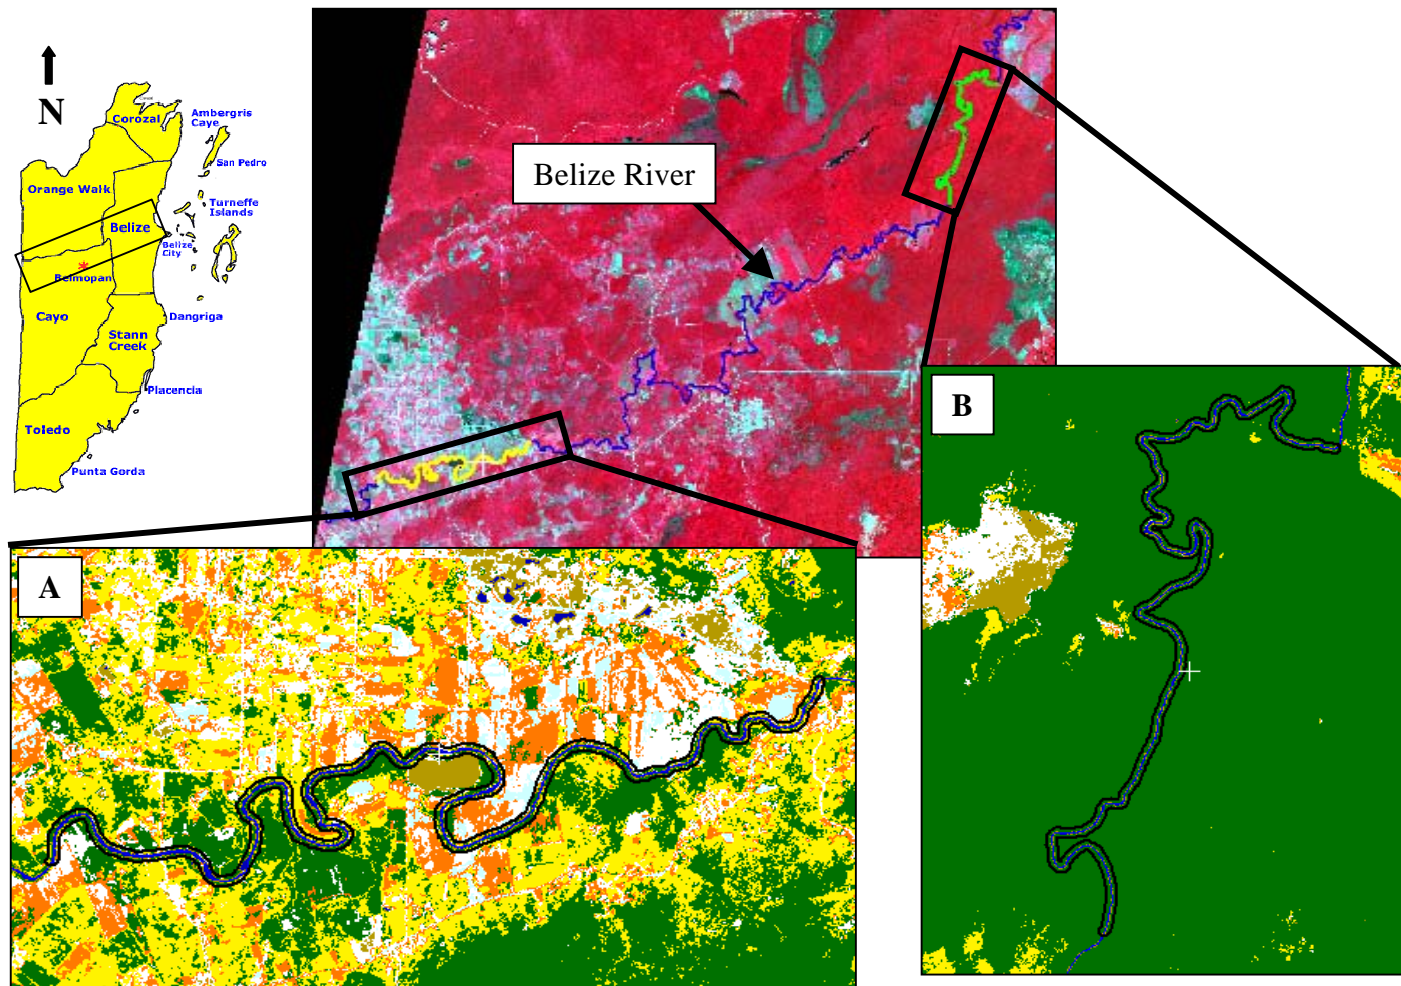 N
Corozal
Ambergris
Caye
San Pedro
Orange Walk
Turneffe
Islands
Belize
Belize
City
Belmopan
Cayo
Dangriga
Stann
Creek
Placencia
Toledo
Punta Gorda
Belize River
A
B